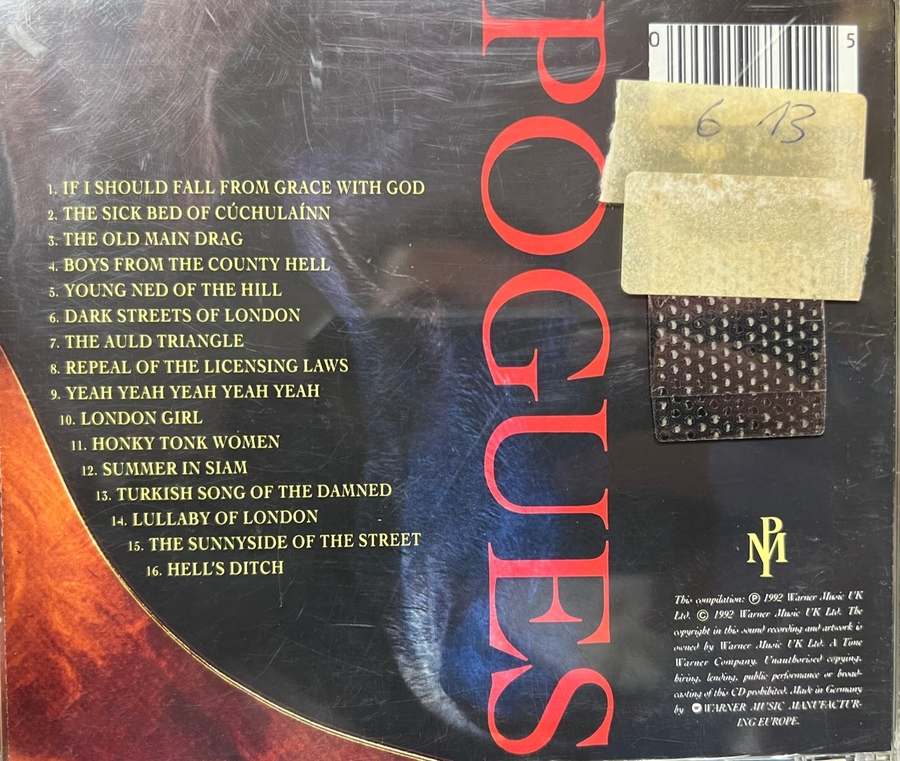 POGUES
0 5
6 13
1. IF I SHOULD FALL FROM GRACE WITH GOD
2. THE SICK BED OF CÚCHULAÍNN
3. THE OLD MAIN DRAG
4. BOYS FROM THE COUNTY HELL
5. YOUNG NED OF THE HILL
6. DARK STREETS OF LONDON
7. THE AULD TRIANGLE
8. REPEAL OF THE LICENSING LAWS
9. YEAH YEAH YEAH YEAH YEAH
10. LONDON GIRL
11. HONKY TONK WOMEN
12. SUMMER IN SIAM
13. TURKISH SONG OF THE DAMNED
14. LULLABY OF LONDON
15. THE SUNNYSIDE OF THE STREET
16. HELL'S DITCH
PM
This compilation: Ⓟ 1992 Warner Music UK
Ltd. © 1992 Warner Music UK Ltd. The
copyright in this sound recording and artwork is
owned by Warner Music UK Ltd. A Time
Warner Company. Unauthorised copying,
hiring, lending, public performance or broad-
casting of this CD prohibited. Made in Germany
by WARNER MUSIC MANUFACTUR-
ING EUROPE.